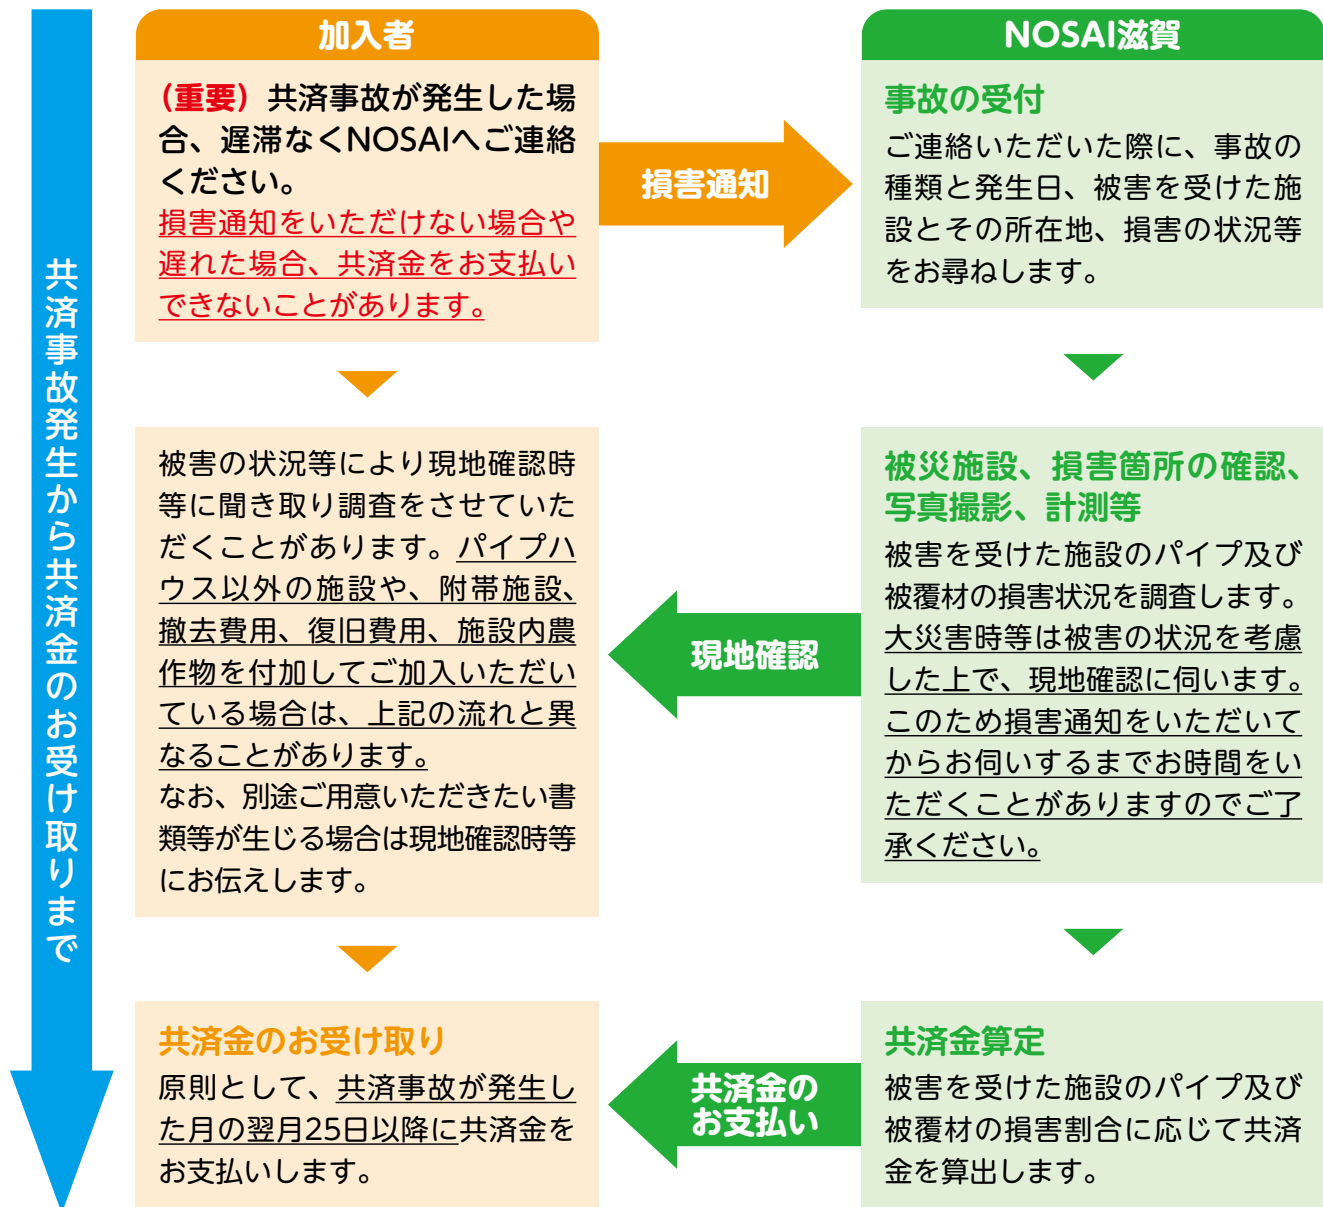 共済事故発生から共済金のお受け取りまで
加入者
（重要）共済事故が発生した場
合、遅滞なくNOSAIへご連絡
ください。
損害通知をいただけない場合や
遅れた場合、共済金をお支払い
できないことがあります。
損害通知
NOSAI滋賀
事故の受付
ご連絡いただいた際に、事故の
種類と発生日、被害を受けた施
設とその所在地、損害の状況等
をお尋ねします。
被害の状況等により現地確認時
等に聞き取り調査をさせていた
だくことがあります。パイプハ
ウス以外の施設や、附帯施設、
撤去費用、復旧費用、施設内農
作物を付加してご加入いただい
ている場合は、上記の流れと異
なることがあります。
なお、別途ご用意いただきたい書
類等が生じる場合は現地確認時等
にお伝えします。
現地確認
被災施設、損害箇所の確認、
写真撮影、計測等
被害を受けた施設のパイプ及び
被覆材の損害状況を調査します。
大災害時等は被害の状況を考慮
した上で、現地確認に伺います。
このため損害通知をいただいて
からお伺いするまでお時間をい
ただくことがありますのでご了
承ください。
共済金のお受け取り
原則として、共済事故が発生し
た月の翌月25日以降に共済金を
お支払いします。
共済金の
お支払い
共済金算定
被害を受けた施設のパイプ及び
被覆材の損害割合に応じて共済
金を算出します。